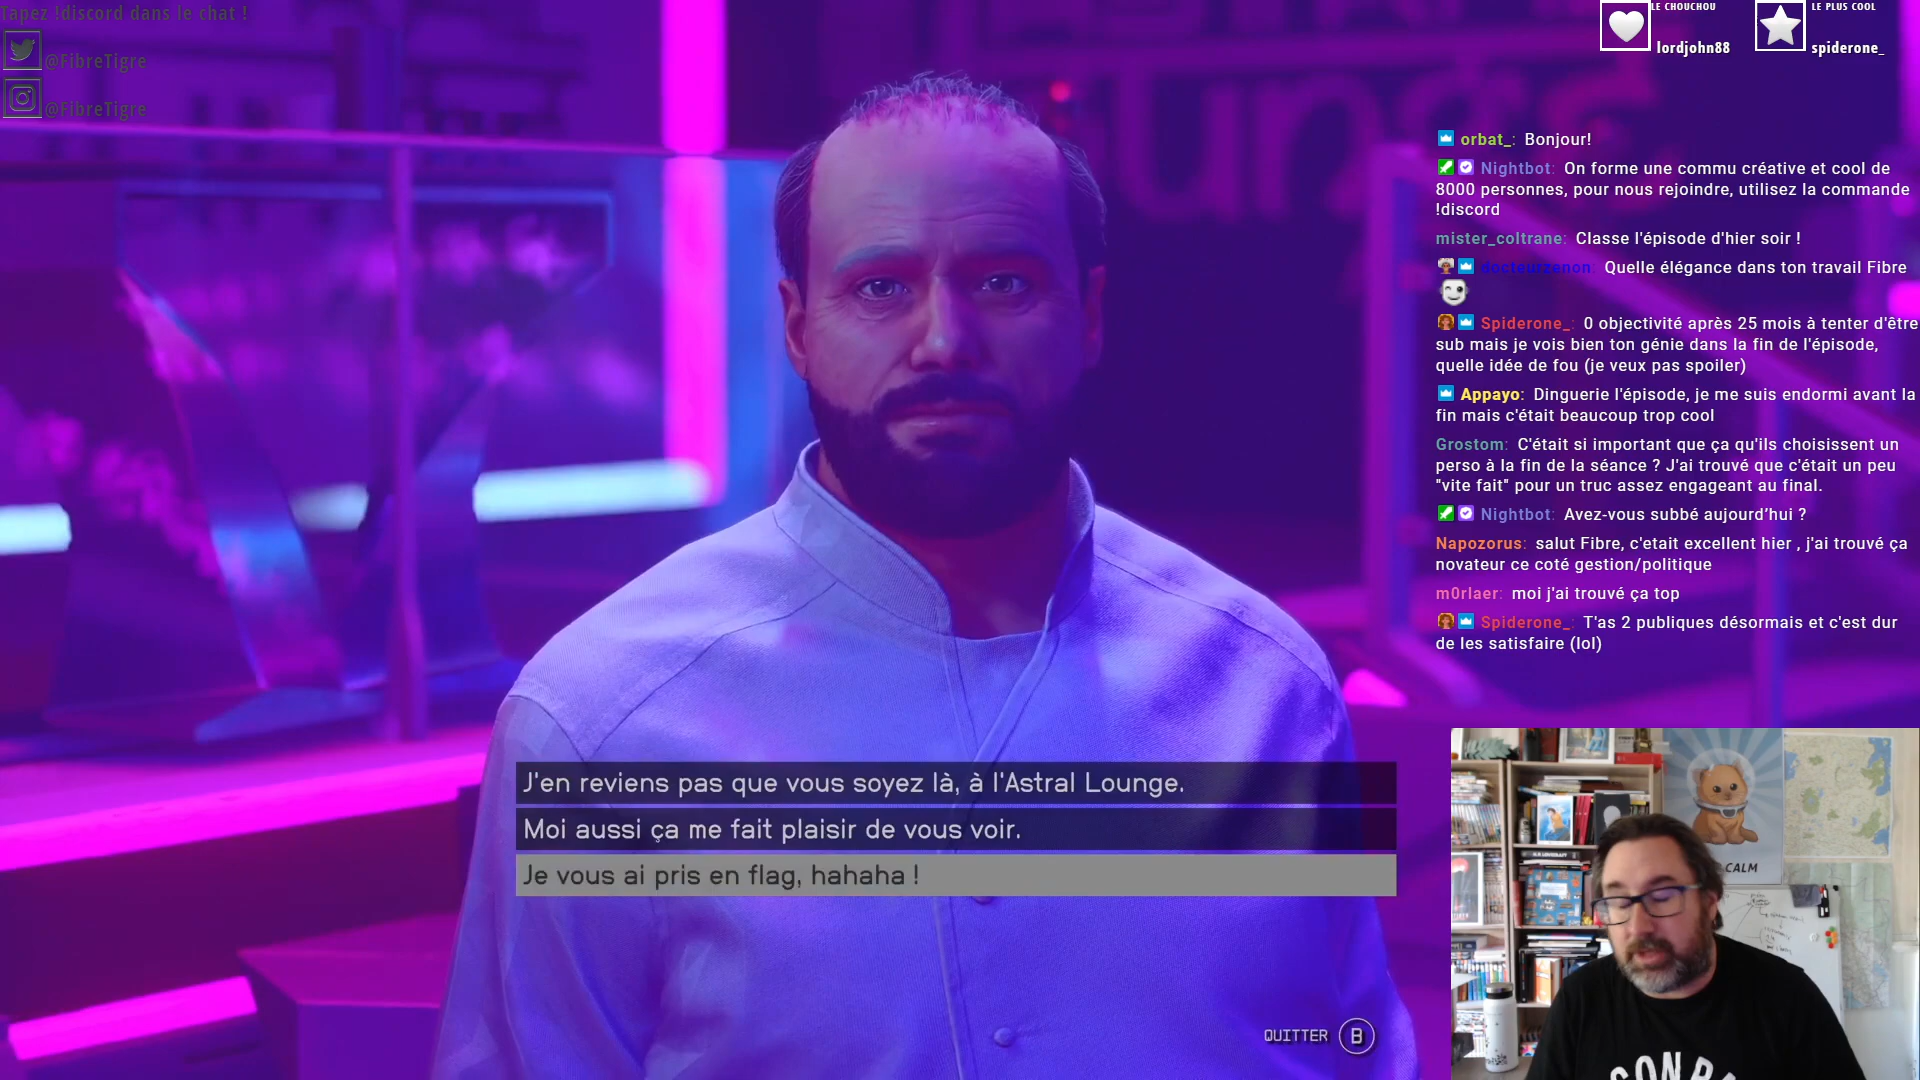 Tapez !discord dans le chat !
@FibreTigre
@FibreTigre
LE CHOUCHOU
lordjohn88
LE PLUS COOL
spiderone_
unge
orbat_: Bonjour!
Nightbot: On forme une commu créative et cool de
8000 personnes, pour nous rejoindre, utilisez la commande
!discord
mister_coltrane: Classe l'épisode d'hier soir !
docteurzenon: Quelle élégance dans ton travail Fibre
Spiderone_: 0 objectivité après 25 mois à tenter d'être
sub mais je vois bien ton génie dans la fin de l'épisode,
quelle idée de fou (je veux pas spoiler)
Appayo: Dinguerie l'épisode, je me suis endormi avant la
fin mais c'était beaucoup trop cool
Grostom: C'était si important que ça qu'ils choisissent un
perso à la fin de la séance ? J'ai trouvé que c'était un peu
"vite fait" pour un truc assez engageant au final.
Nightbot: Avez-vous subbé aujourd'hui ?
Napozorus: salut Fibre, c'etait excellent hier , j'ai trouvé ça
novateur ce coté gestion/politique
m0rlaer: moi j'ai trouvé ça top
Spiderone_: T'as 2 publiques désormais et c'est dur
de les satisfaire (lol)
J'en reviens pas que vous soyez là, à l'Astral Lounge.
Moi aussi ça me fait plaisir de vous voir.
Je vous ai pris en flag, hahaha !
QUITTER B
CALM